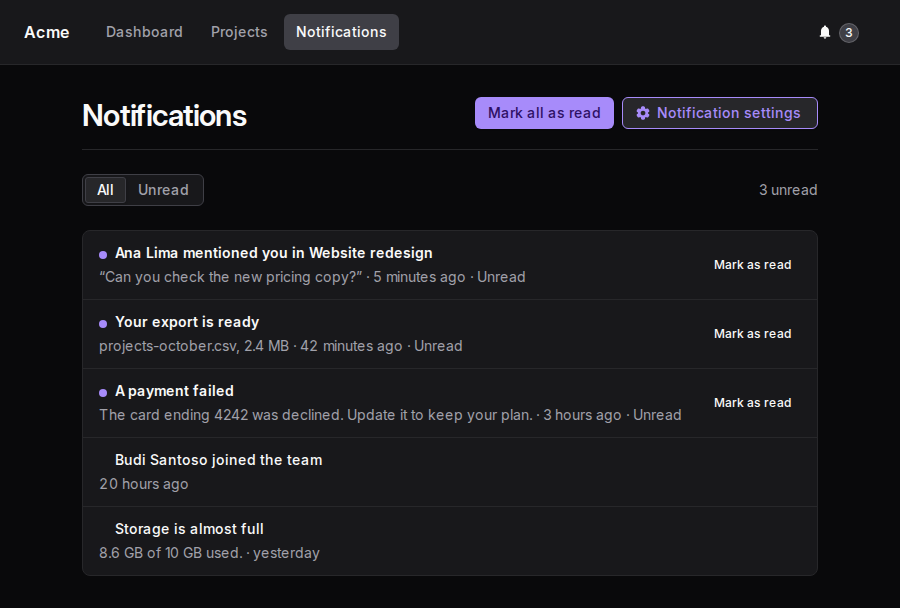 Acme
Dashboard
Projects
Notifications
3
Notifications
Mark all as read
Notification settings
All
Unread
3 unread
Ana Lima mentioned you in Website redesign
“Can you check the new pricing copy?” · 5 minutes ago · Unread
Mark as read
Your export is ready
projects-october.csv, 2.4 MB · 42 minutes ago · Unread
Mark as read
A payment failed
The card ending 4242 was declined. Update it to keep your plan. · 3 hours ago · Unread
Mark as read
Budi Santoso joined the team
20 hours ago
Storage is almost full
8.6 GB of 10 GB used. · yesterday